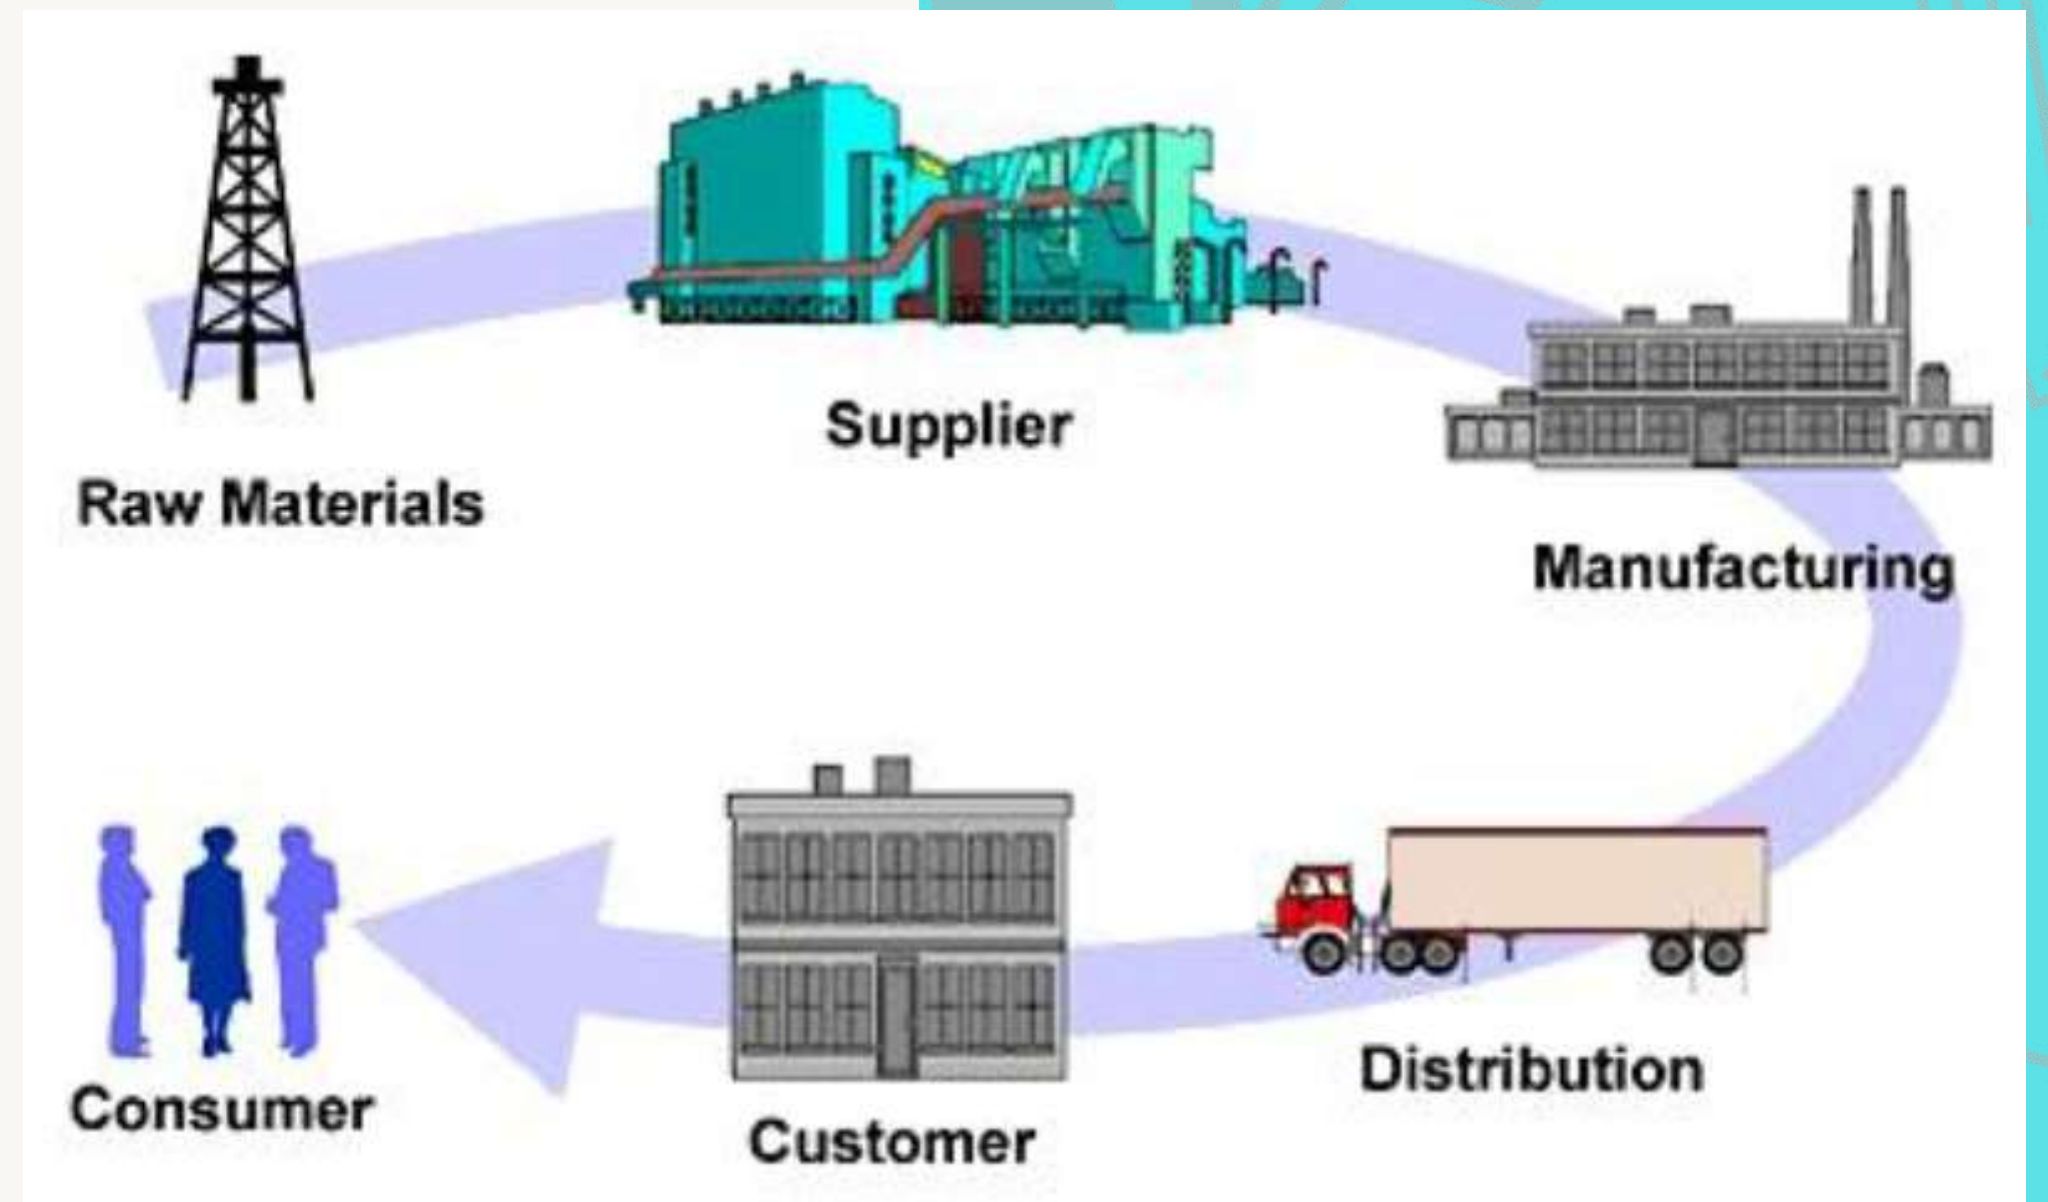 Raw Materials
Supplier
Manufacturing
Distribution
Customer
Consumer